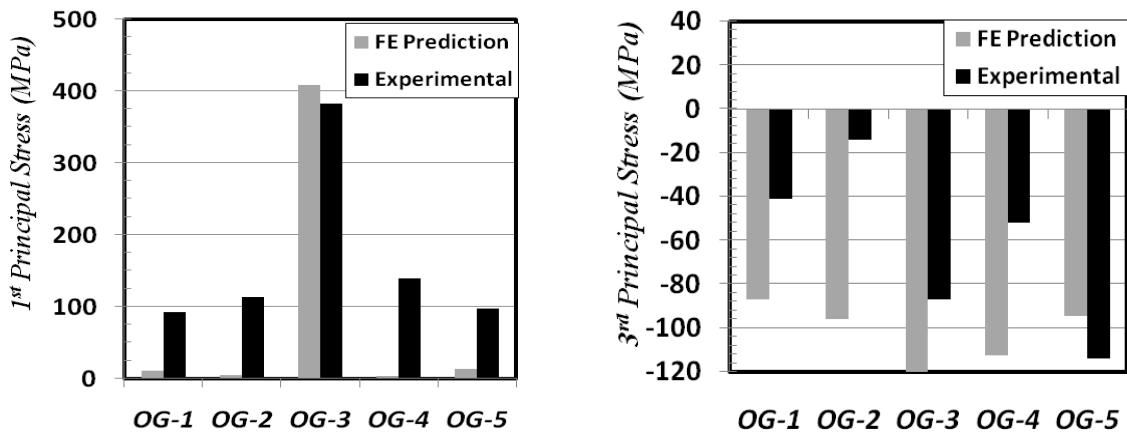 500
400
300
200
100
0
1st Principal Stress (MPa)
FE Prediction
Experimental
OG-1 OG-2 OG-3 OG-4 OG-5
40
20
0
-20
-40
-60
-80
-100
-120
3rd Principal Stress (MPa)
FE Prediction
Experimental
OG-1 OG-2 OG-3 OG-4 OG-5